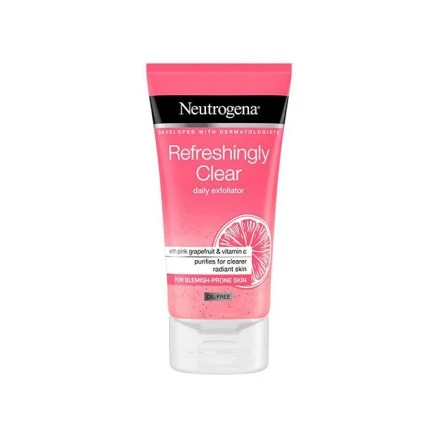 Neutrogena®
DEVELOPED WITH DERMATOLOGISTS
Refreshingly
Clear
daily exfoliator
with pink grapefruit & vitamin c
purifies for clearer
radiant skin
FOR BLEMISH-PRONE SKIN
OIL-FREE